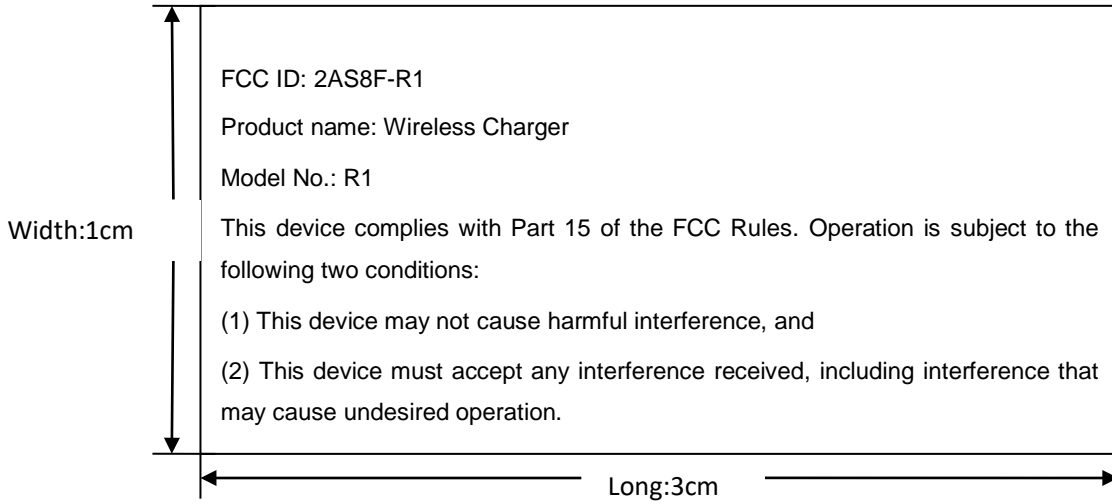 FCC ID: 2AS8F-R1
Product name: Wireless Charger
Model No.: R1
Width:1cm
This device complies with Part 15 of the FCC Rules. Operation is subject to the
following two conditions:
(1) This device may not cause harmful interference, and
(2) This device must accept any interference received, including interference that
may cause undesired operation.
Long:3cm